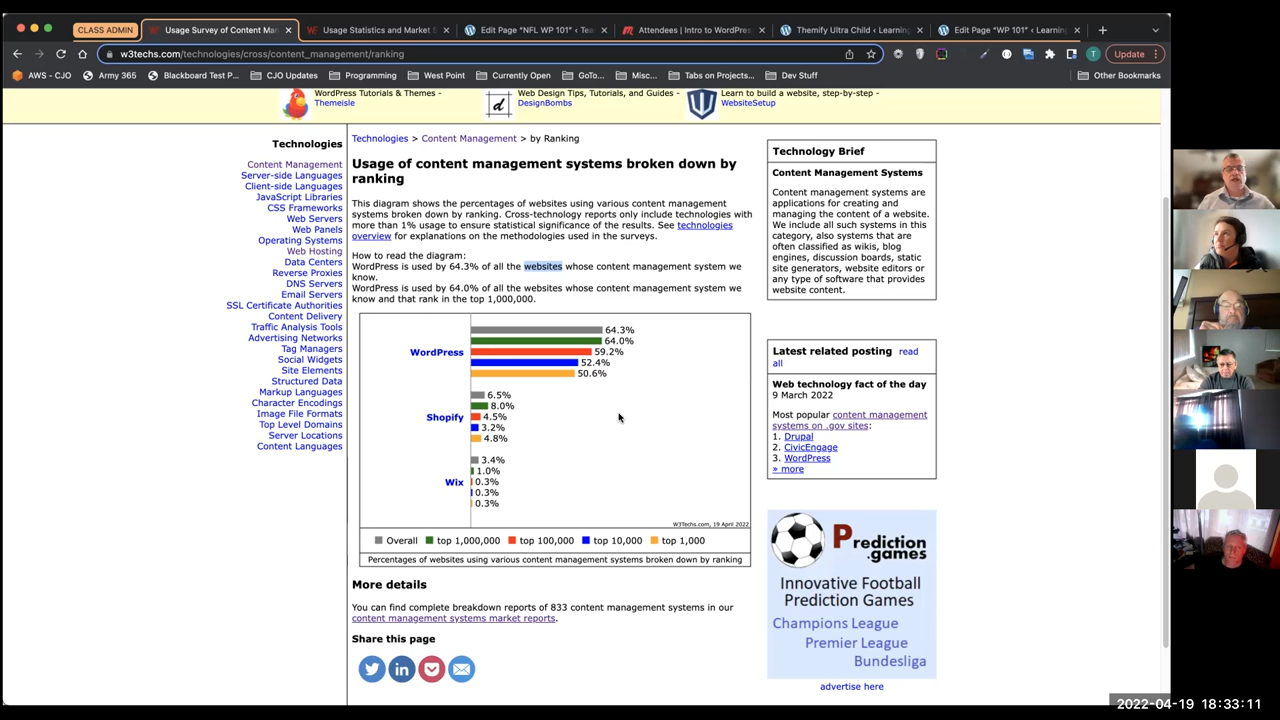 CLASS ADMIN
Usage Survey of Content Man
Usage Statistics and Market S
Edit Page "NFL WP 101" ‹ Tea
Attendees | Intro to WordPress
Themify Ultra Child ‹ Learning
Edit Page "WP 101" ‹ Learning
w3techs.com/technologies/cross/content_management/ranking
T
Update
AWS - CJO
Army 365
Blackboard Test P...
CJO Updates
Programming
West Point
Currently Open
GoTo...
Misc...
Tabs on Projects...
Dev Stuff
Other Bookmarks
WordPress Tutorials & Themes -
Themeisle
d
Web Design Tips, Tutorials, and Guides -
DesignBombs
Learn to build a website, step-by-step -
WebsiteSetup
Technologies
Content Management
Server-side Languages
Client-side Languages
JavaScript Libraries
CSS Frameworks
Web Servers
Web Panels
Operating Systems
Web Hosting
Data Centers
Reverse Proxies
DNS Servers
Email Servers
SSL Certificate Authorities
Content Delivery
Traffic Analysis Tools
Advertising Networks
Tag Managers
Social Widgets
Site Elements
Structured Data
Markup Languages
Character Encodings
Image File Formats
Top Level Domains
Server Locations
Content Languages
Technologies > Content Management > by Ranking
Usage of content management systems broken down by
ranking
This diagram shows the percentages of websites using various content management
systems broken down by ranking. Cross-technology reports only include technologies with
more than 1% usage to ensure statistical significance of the results. See technologies
overview for explanations on the methodologies used in the surveys.
How to read the diagram:
WordPress is used by 64.3% of all the websites whose content management system we
know.
WordPress is used by 64.0% of all the websites whose content management system we
know and that rank in the top 1,000,000.
WordPress
64.3%
64.0%
59.2%
52.4%
50.6%
Shopify
6.5%
8.0%
4.5%
3.2%
4.8%
Wix
3.4%
1.0%
0.3%
0.3%
0.3%
W3Techs.com, 19 April 2022
Overall top 1,000,000 top 100,000 top 10,000 top 1,000
Percentages of websites using various content management systems broken down by ranking
More details
You can find complete breakdown reports of 833 content management systems in our
content management systems market reports.
Share this page
Technology Brief
Content Management Systems
Content management systems are
applications for creating and
managing the content of a website.
We include all such systems in this
category, also systems that are
often classified as wikis, blog
engines, discussion boards, static
site generators, website editors or
any type of software that provides
website content.
Latest related posting read
all
Web technology fact of the day
9 March 2022
Most popular content management
systems on .gov sites:
1. Drupal
2. CivicEngage
3. WordPress
» more
Prediction
.games
Innovative Football
Prediction Games
Champions League
Premier League
Bundesliga
advertise here
2022-04-19 18:33:11